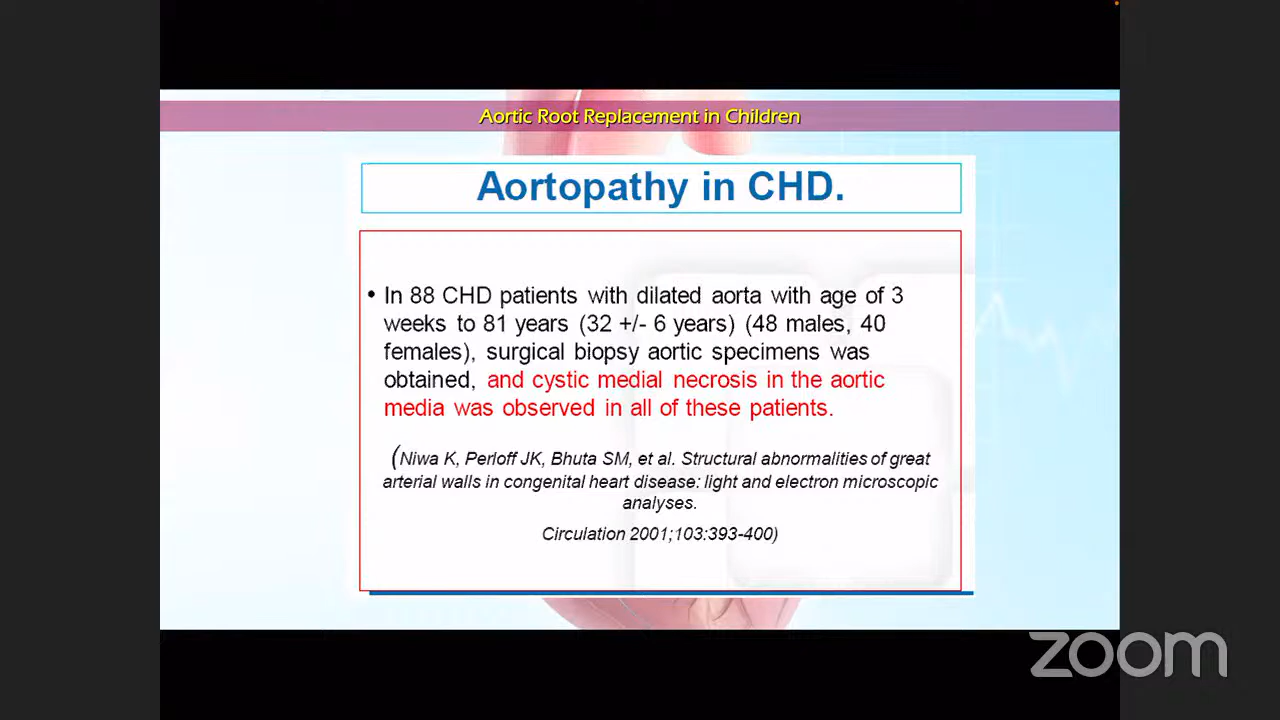 Aortic Root Replacement in Children
Aortopathy in CHD.
• In 88 CHD patients with dilated aorta with age of 3
weeks to 81 years (32 +/- 6 years) (48 males, 40
females), surgical biopsy aortic specimens was
obtained, and cystic medial necrosis in the aortic
media was observed in all of these patients.
(Niwa K, Perloff JK, Bhuta SM, et al. Structural abnormalities of great
arterial walls in congenital heart disease: light and electron microscopic
analyses.
Circulation 2001;103:393-400)
zoom